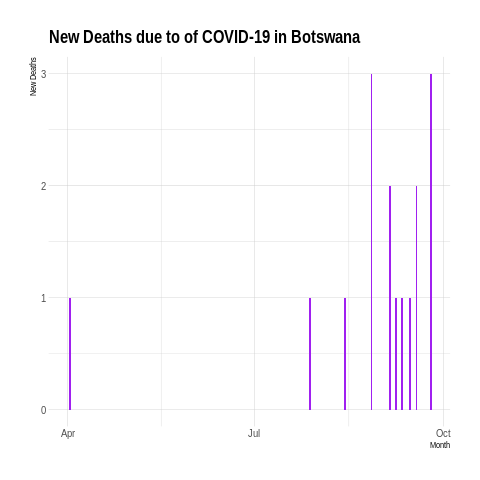 New Deaths due to of COVID-19 in Botswana
New Deaths
3
2
1
0
Apr Jul Oct
Month